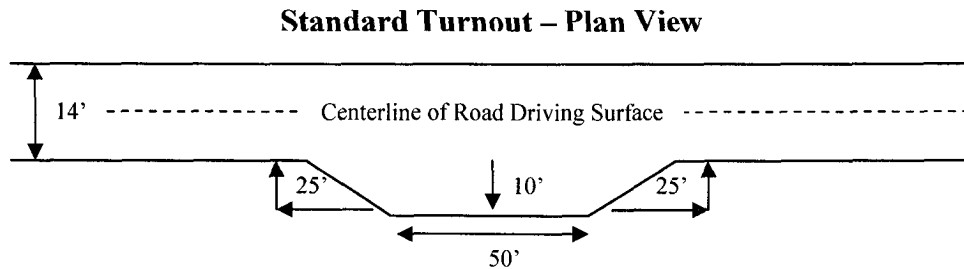 Standard Turnout – Plan View
14’
Centerline of Road Driving Surface
25’
10’
25’
50’